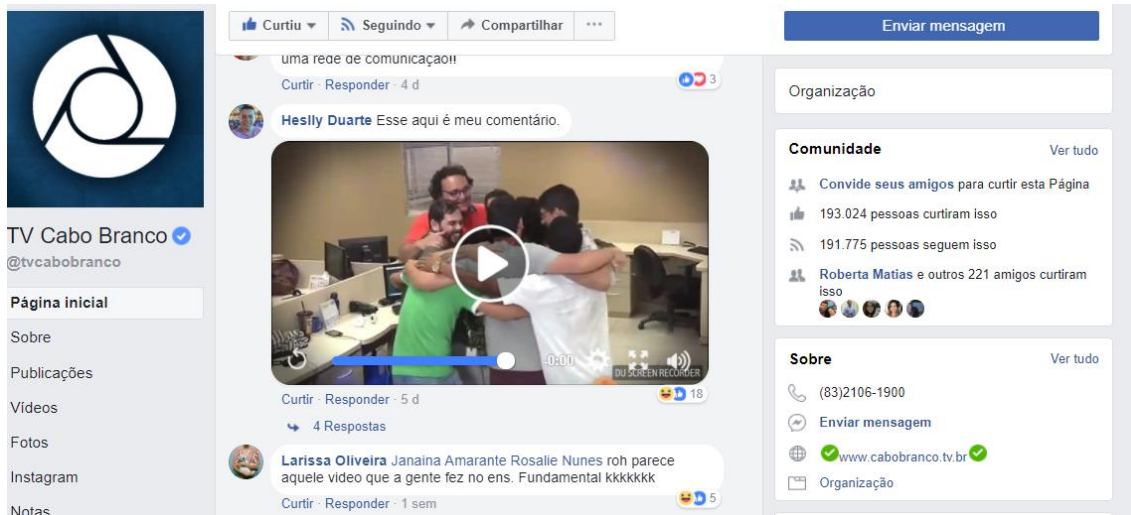 Curtiu
Seguindo
Compartilhar
Enviar mensagem
uma rede de comunicação!!
Curtir · Responder · 4 d
3
Heslly Duarte Esse aqui é meu comentário.
-0:00
DU SCREEN RECORDER
Curtir · Responder · 5 d
18
4 Respostas
Larissa Oliveira Janaina Amarante Rosalie Nunes roh parece
aquele video que a gente fez no ens. Fundamental kkkkkkk
Curtir · Responder · 1 sem
5
TV Cabo Branco
@tvcabobranco
Página inicial
Sobre
Publicações
Vídeos
Fotos
Instagram
Notas
Organização
Comunidade
Ver tudo
Convide seus amigos para curtir esta Página
193.024 pessoas curtiram isso
191.775 pessoas seguem isso
Roberta Matias e outros 221 amigos curtiram
isso
Sobre
Ver tudo
(83)2106-1900
Enviar mensagem
www.cabobranco.tv.br
Organização